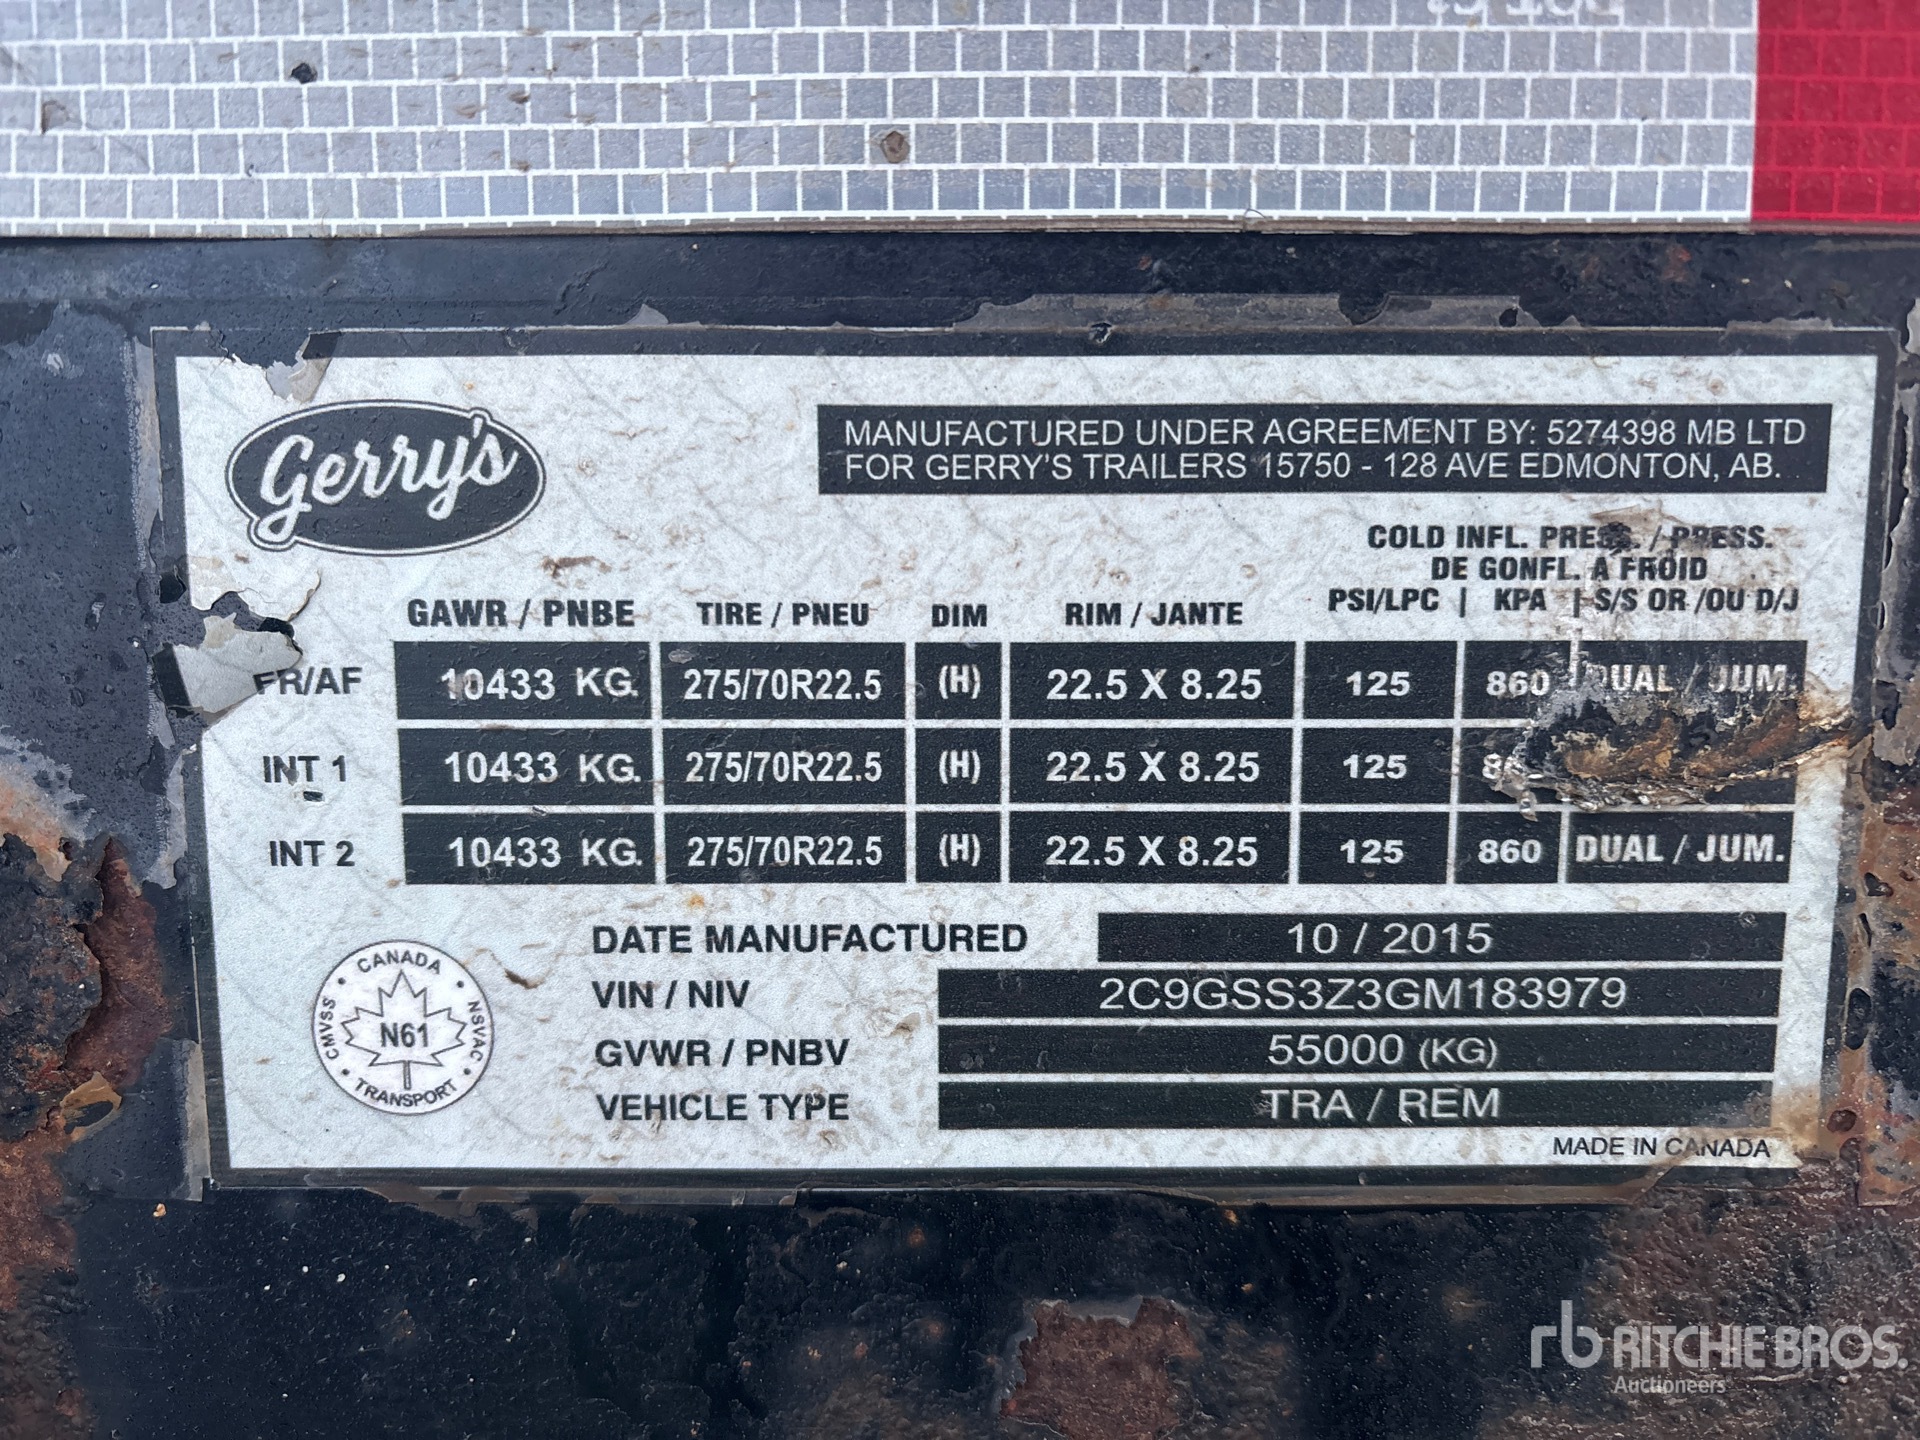 Gerry's
MANUFACTURED UNDER AGREEMENT BY: 5274398 MB LTD
FOR GERRY'S TRAILERS 15750 - 128 AVE EDMONTON, AB.
COLD INFL. PRESS. / PRESS.
DE GONFL. A FROID
GAWR / PNBE TIRE / PNEU DIM RIM / JANTE PSI/LPC | KPA | S/S OR /OU D/J
FR/AF 10433 KG. 275/70R22.5 (H) 22.5 X 8.25 125 860 DUAL / JUM.
INT 1 10433 KG. 275/70R22.5 (H) 22.5 X 8.25 125
INT 2 10433 KG. 275/70R22.5 (H) 22.5 X 8.25 125 860 DUAL / JUM.
DATE MANUFACTURED 10 / 2015
VIN / NIV 2C9GSS3Z3GM183979
GVWR / PNBV 55000 (KG)
VEHICLE TYPE TRA / REM
CANADA
CMVSS N61 NSVAC
TRANSPORT
MADE IN CANADA
rb RITCHIE BROS.
Auctioneers